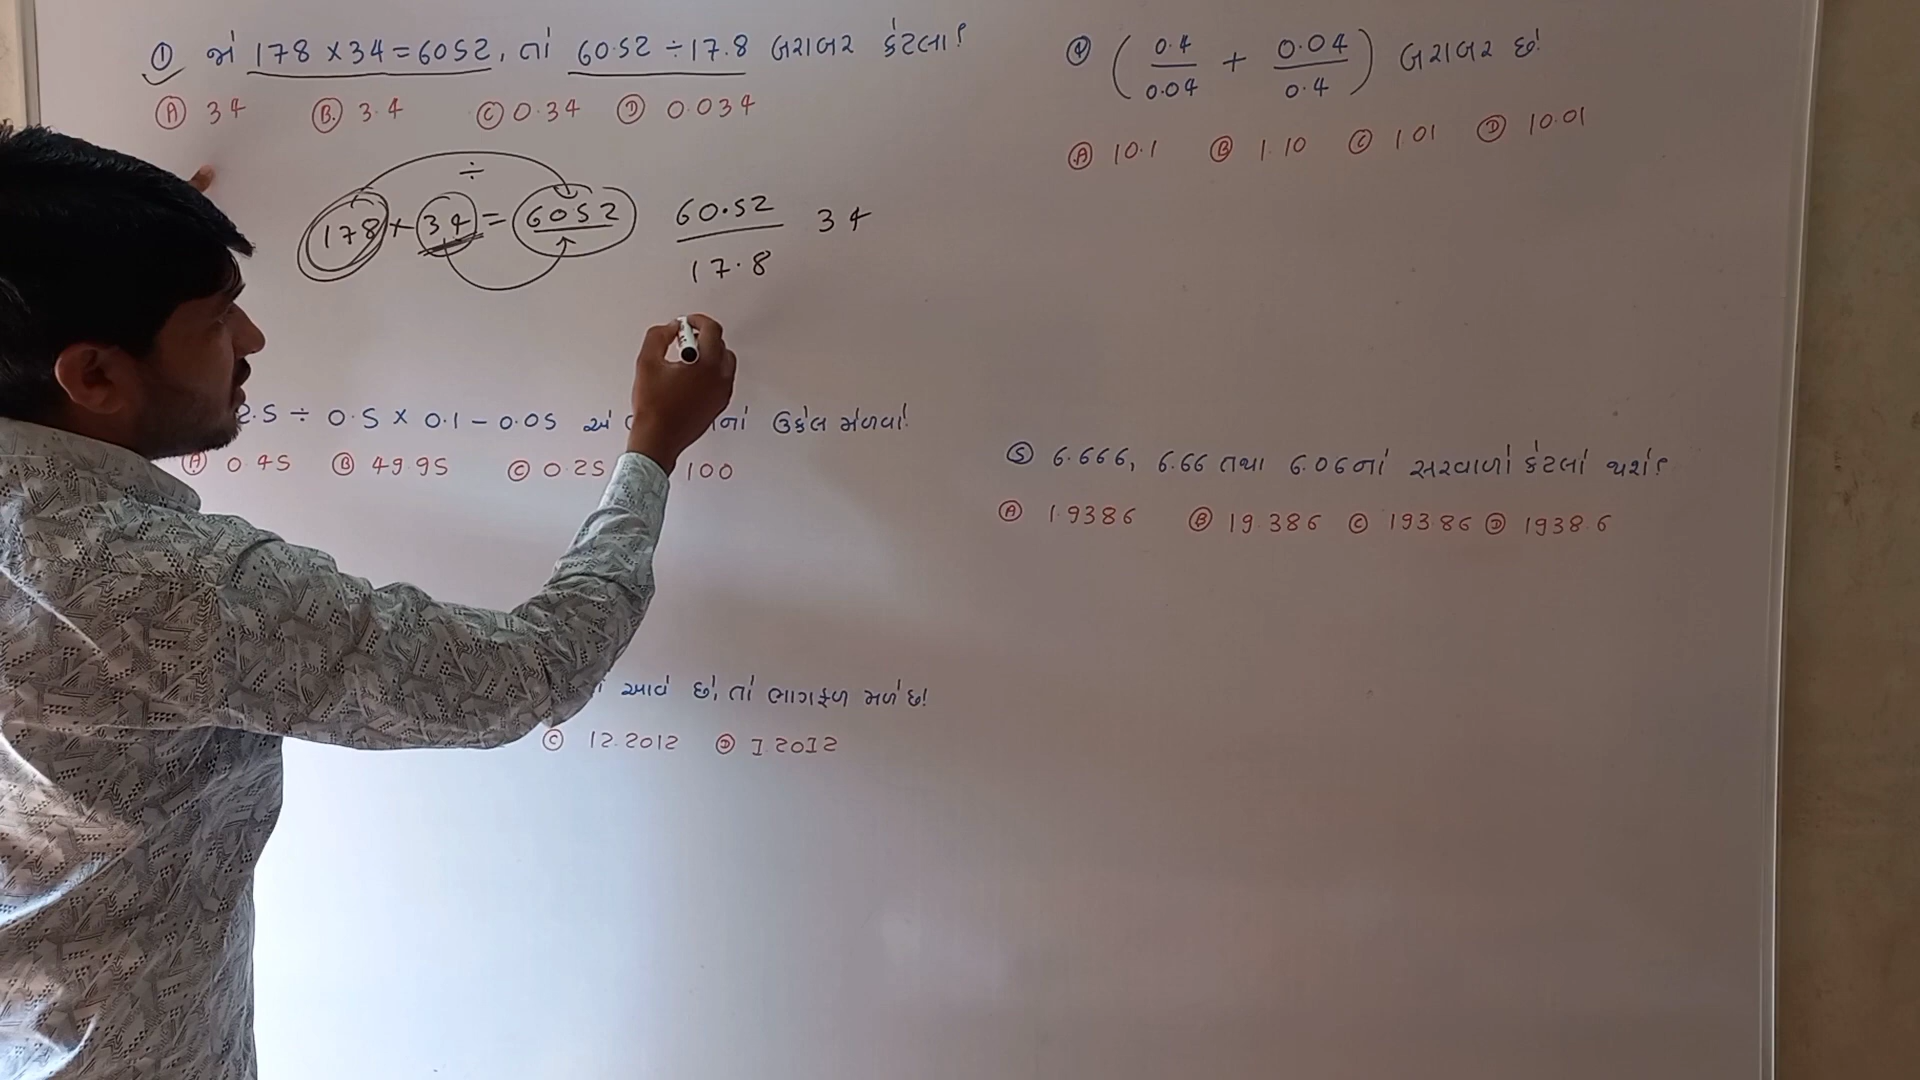 ① જો 178 × 34 = 6052, તો 60.52 ÷ 17.8 બરાબર કેટલા?
Ⓐ 34 Ⓑ 3.4 Ⓒ 0.34 Ⓓ 0.034
÷
178 × 34 = 6052
60.52 / 17.8 34
2.5 ÷ 0.5 × 0.1 - 0.05 નો ઉકેલ મેળવો!
Ⓐ 0.45 Ⓑ 49.95 Ⓒ 0.25 100
આવે છે, તો ભાગફળ મળે છે!
Ⓒ 12.2012 Ⓓ 1.2012
④ (0.4/0.04 + 0.04/0.4) બરાબર છે!
Ⓐ 10.1 Ⓑ 1.10 Ⓒ 1.01 Ⓓ 10.01
⑤ 6.666, 6.66 તથા 6.06નો સરવાળો કેટલો થશે?
Ⓐ 1.9386 Ⓑ 19.386 Ⓒ 193.86 Ⓓ 1938.6